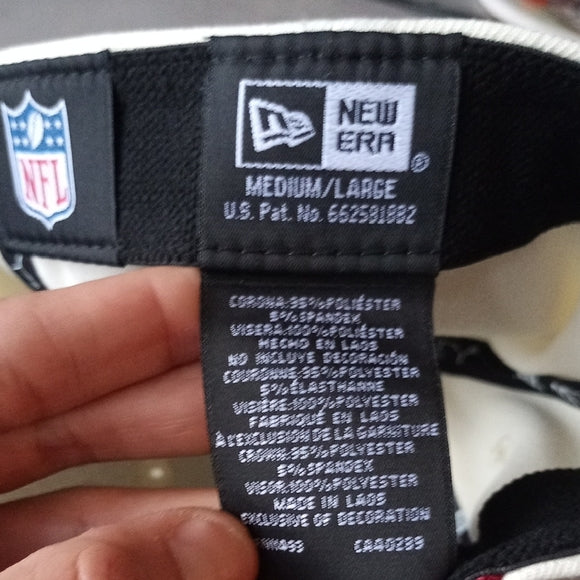 NFL
NEW
ERA
®
MEDIUM/LARGE
U.S. Pat. No. 6625818B2
CORONA:95%POLIÉSTER
5%SPANDEX
VISERA:100%POLIÉSTER
HECHO EN LAOS
NO INCLUYE DECORACIÓN
COURONNE:95%POLYESTER
5%ÉLASTHANNE
VISIÈRE:100%POLYESTER
FABRIQUÉ EN LAOS
À L'EXCLUSION DE LA GARNITURE
CROWN:95%POLYESTER
5%SPANDEX
VISOR:100%POLYESTER
MADE IN LAOS
EXCLUSIVE OF DECORATION
CA40299